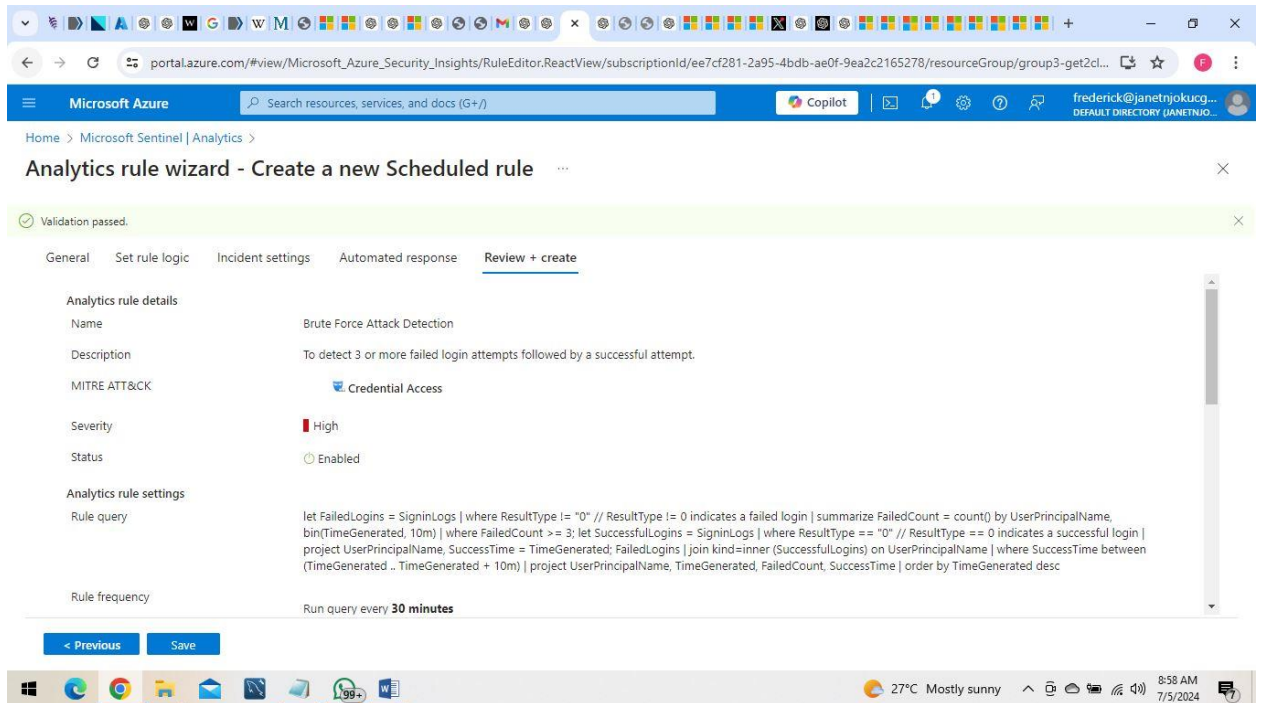 portal.azure.com/#view/Microsoft_Azure_Security_Insights/RuleEditor.ReactView/subscriptionId/ee7cf281-2a95-4bdb-ae0f-9ea2c2165278/resourceGroup/group3-get2cl...
F
Microsoft Azure
Search resources, services, and docs (G+/)
Copilot
1
frederick@janetnjokucg...
DEFAULT DIRECTORY (JANETNJO...
Home > Microsoft Sentinel | Analytics >
Analytics rule wizard - Create a new Scheduled rule ...
Validation passed.
General Set rule logic Incident settings Automated response Review + create
Analytics rule details
Name Brute Force Attack Detection
Description To detect 3 or more failed login attempts followed by a successful attempt.
MITRE ATT&CK Credential Access
Severity High
Status Enabled
Analytics rule settings
Rule query let FailedLogins = SigninLogs | where ResultType != "0" // ResultType != 0 indicates a failed login | summarize FailedCount = count() by UserPrincipalName,
bin(TimeGenerated, 10m) | where FailedCount >= 3; let SuccessfulLogins = SigninLogs | where ResultType == "0" // ResultType == 0 indicates a successful login |
project UserPrincipalName, SuccessTime = TimeGenerated; FailedLogins | join kind=inner (SuccessfulLogins) on UserPrincipalName | where SuccessTime between
(TimeGenerated .. TimeGenerated + 10m) | project UserPrincipalName, TimeGenerated, FailedCount, SuccessTime | order by TimeGenerated desc
Rule frequency
Run query every 30 minutes
< Previous Save
99+
27°C Mostly sunny
8:58 AM
7/5/2024
7